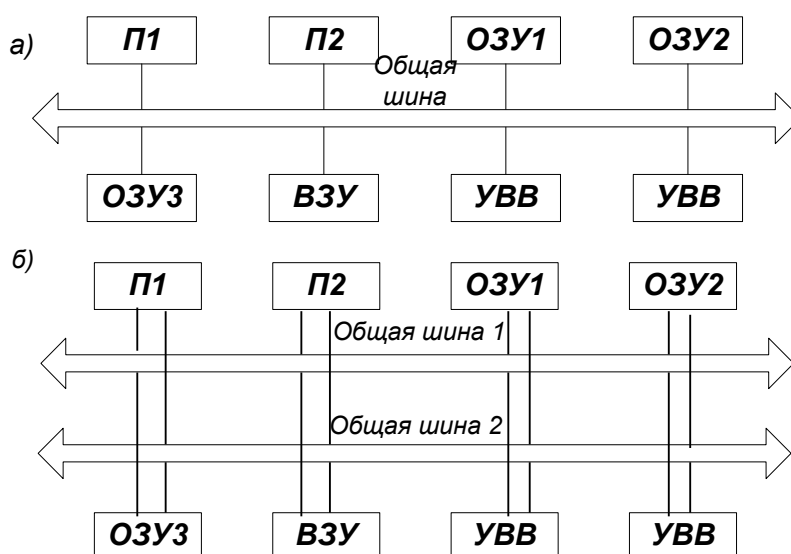 а)
П1 П2 ОЗУ1 ОЗУ2
Общая
шина
ОЗУ3 ВЗУ УВВ УВВ
б)
П1 П2 ОЗУ1 ОЗУ2
Общая шина 1
Общая шина 2
ОЗУ3 ВЗУ УВВ УВВ